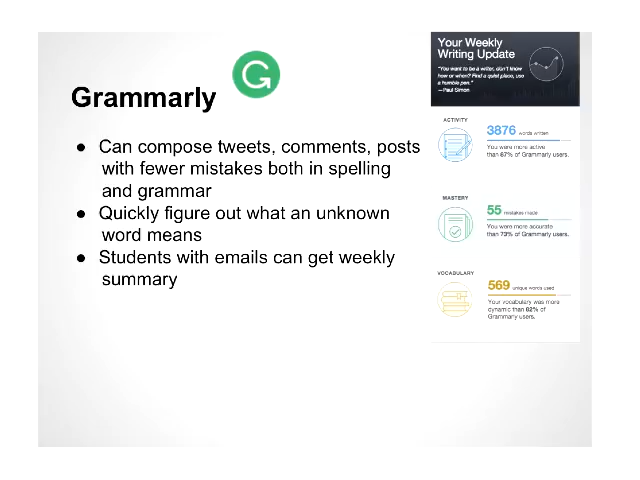 Grammarly
● Can compose tweets, comments, posts
with fewer mistakes both in spelling
and grammar
● Quickly figure out what an unknown
word means
● Students with emails can get weekly
summary
Your Weekly
Writing Update
"You want to be a writer, don't know
how or when? Find a quiet place, use
a humble pen."
—Paul Simon
ACTIVITY
3876 words written
You were more active
than 67% of Grammarly users.
MASTERY
55 mistakes made
You were more accurate
than 73% of Grammarly users.
VOCABULARY
569 unique words used
Your vocabulary was more
dynamic than 62% of
Grammarly users.